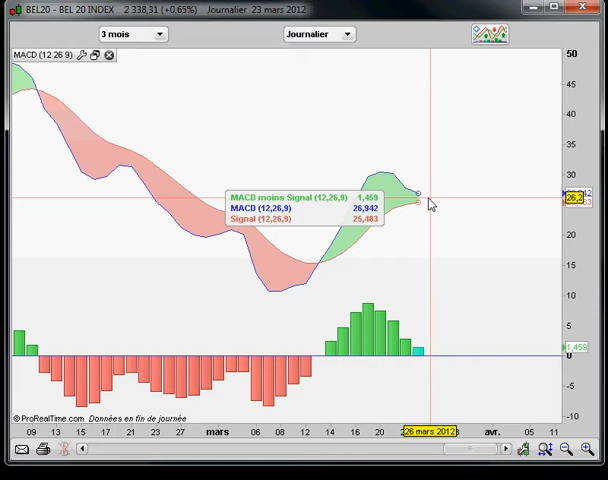 BEL20 - BEL 20 INDEX 2 338,31 (+0,65%) Journalier 23 mars 2012
3 mois Journalier
MACD (12 26 9)
50
40
35
30
MACD moins Signal (12,26,9) 1,459
MACD (12,26,9) 26,942
Signal (12,26,9) 25,483
26,2
20
15
10
5
1,459
0
-5
-10
© ProRealTime.com Données en fin de journée
09 13 15 17 21 23 27 mars 06 08 12 14 16 20 26 mars 2012 avr. 05 11